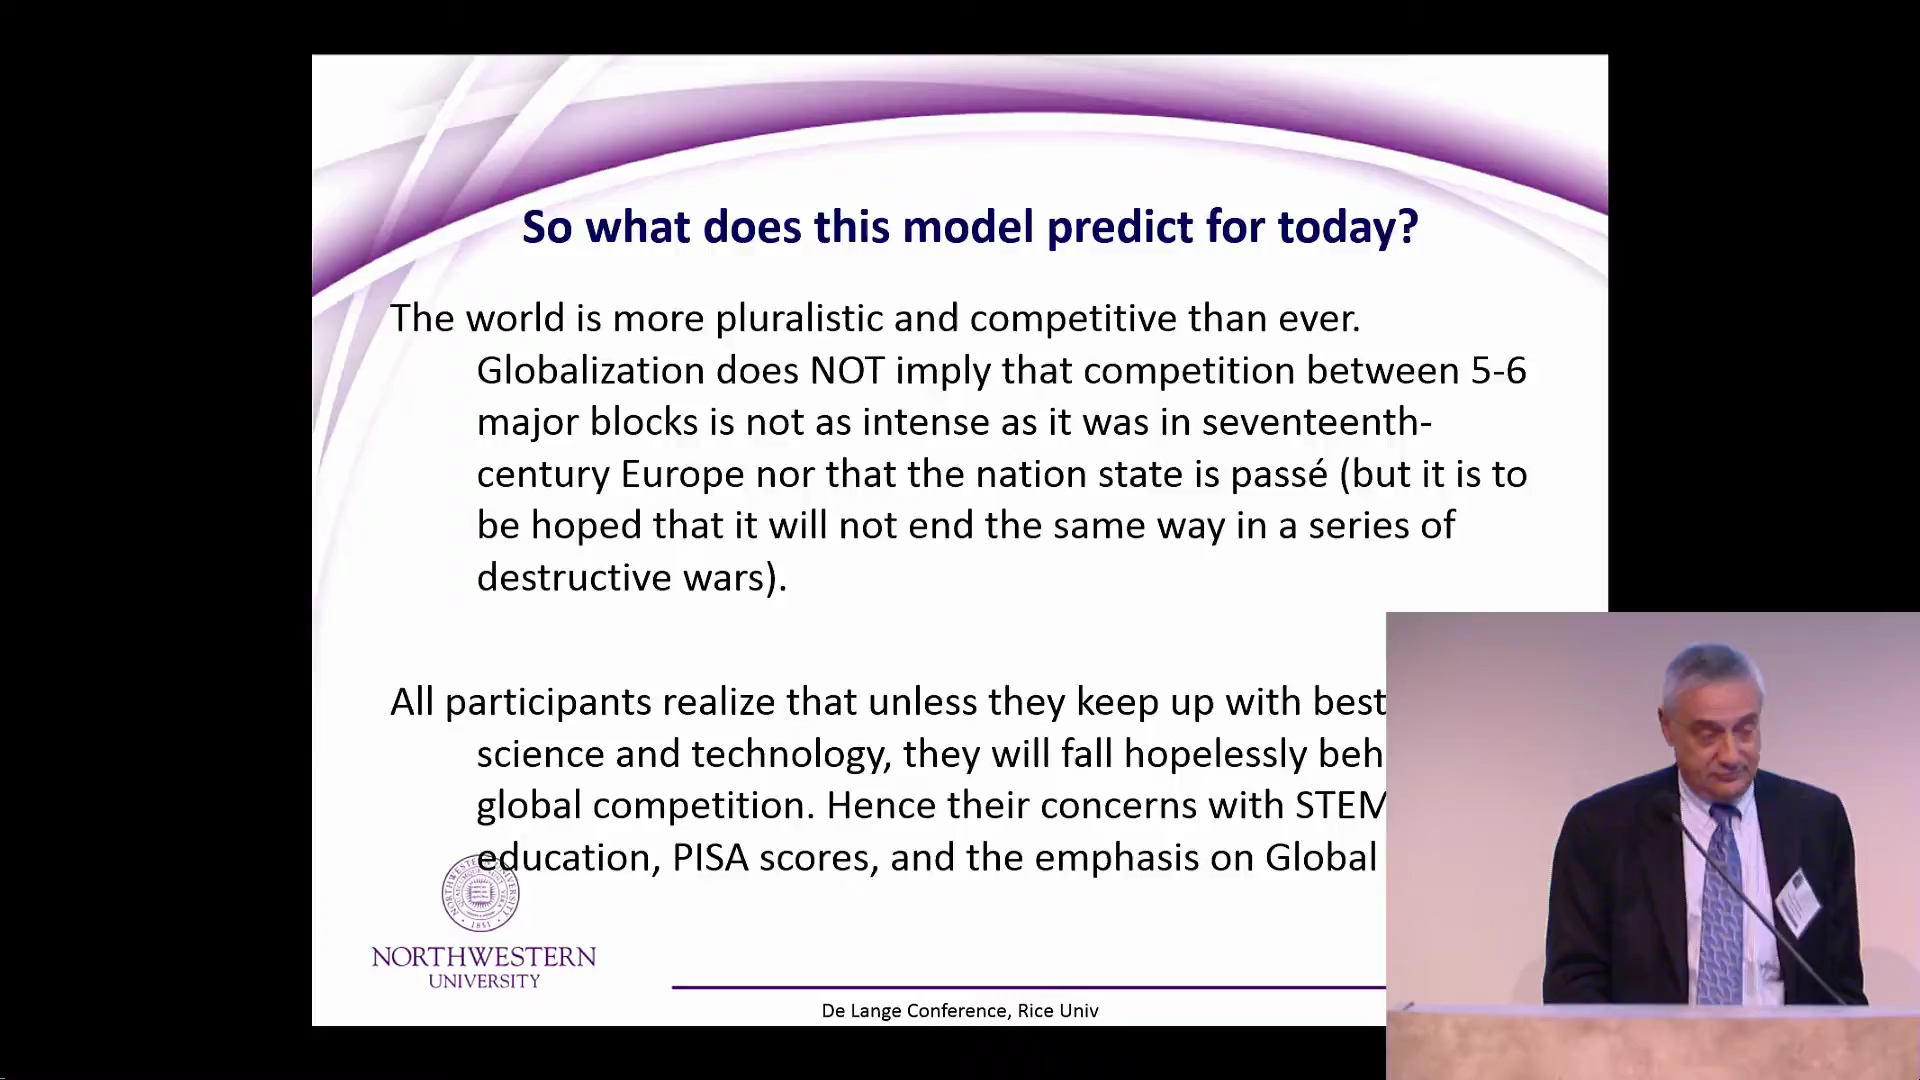 So what does this model predict for today?
The world is more pluralistic and competitive than ever.
Globalization does NOT imply that competition between 5-6
major blocks is not as intense as it was in seventeenth-
century Europe nor that the nation state is passé (but it is to
be hoped that it will not end the same way in a series of
destructive wars).
All participants realize that unless they keep up with best
science and technology, they will fall hopelessly beh
global competition. Hence their concerns with STEM
education, PISA scores, and the emphasis on Global
1851
NORTHWESTERN
UNIVERSITY
De Lange Conference, Rice Univ